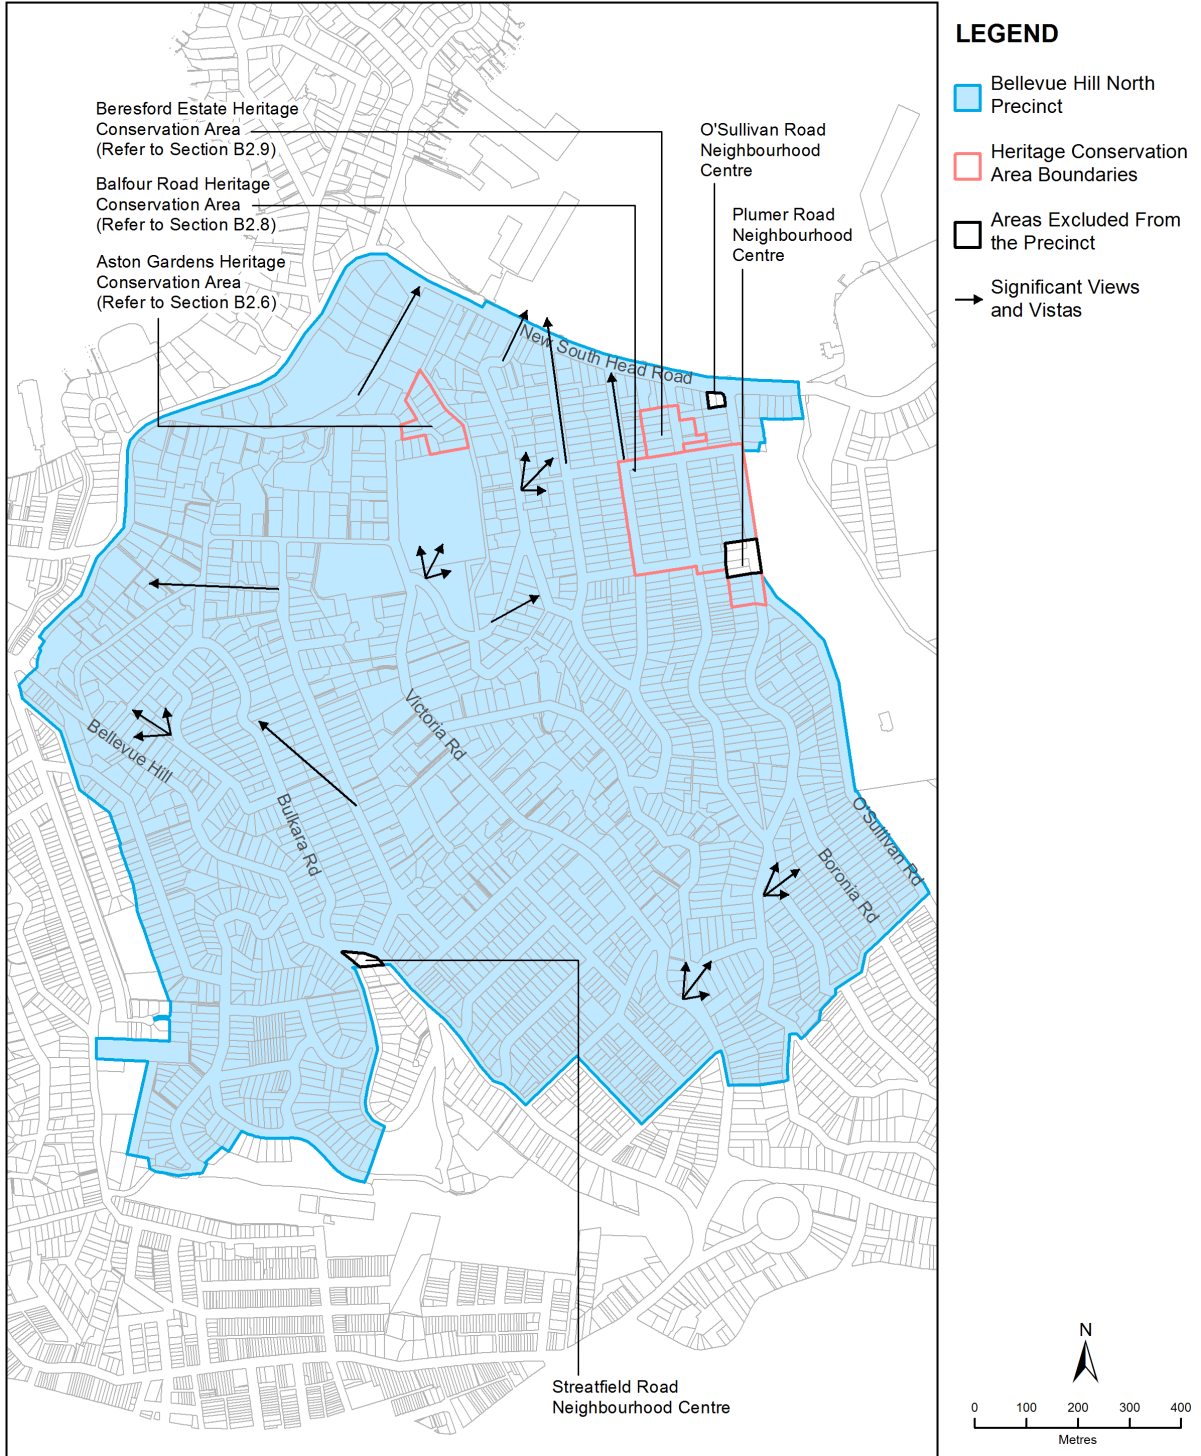 Beresford Estate Heritage
Conservation Area
(Refer to Section B2.9)
Balfour Road Heritage
Conservation Area
(Refer to Section B2.8)
Aston Gardens Heritage
Conservation Area
(Refer to Section B2.6)
O'Sullivan Road
Neighbourhood
Centre
Plumer Road
Neighbourhood
Centre
New South Head Road
Victoria Rd
Bellevue Hill
Bulkara Rd
O'Sullivan Rd
Boronia Rd
Streatfield Road
Neighbourhood Centre
LEGEND
Bellevue Hill North
Precinct
Heritage Conservation
Area Boundaries
Areas Excluded From
the Precinct
Significant Views
and Vistas
N
0 100 200 300 400
Metres